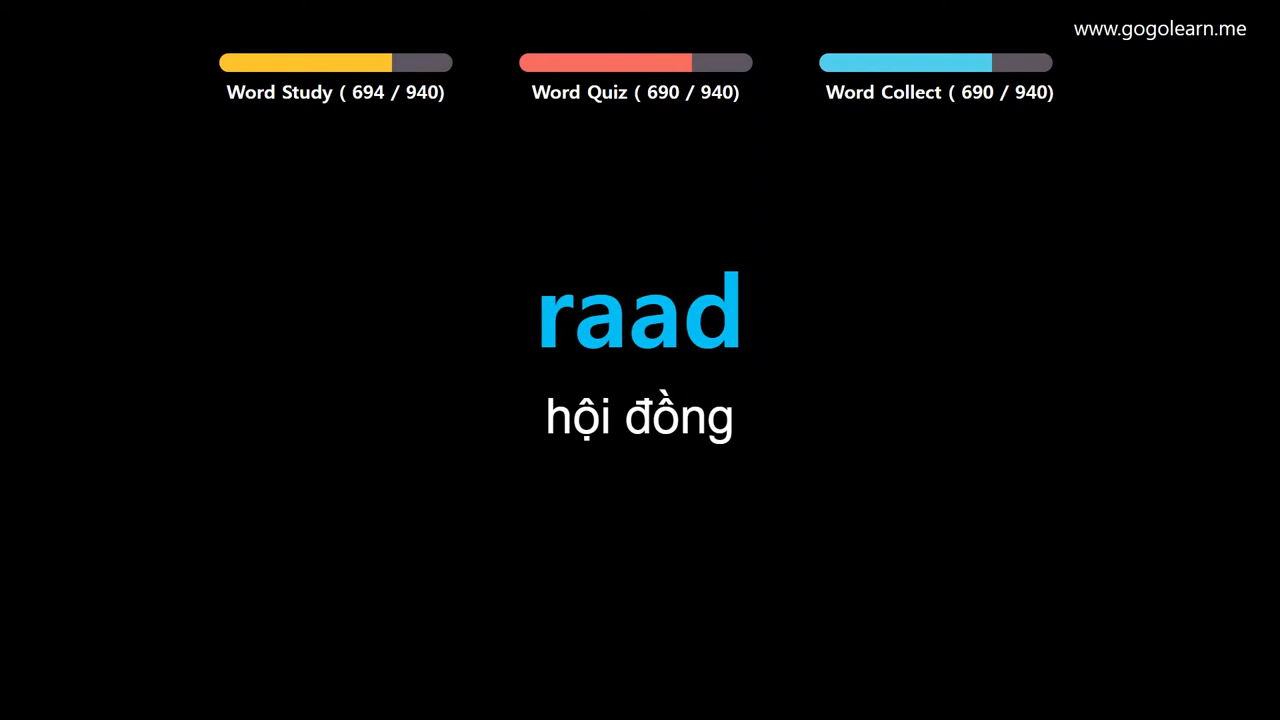 www.gogolearn.me
Word Study ( 694 / 940)
Word Quiz ( 690 / 940)
Word Collect ( 690 / 940)
raad
hội đồng